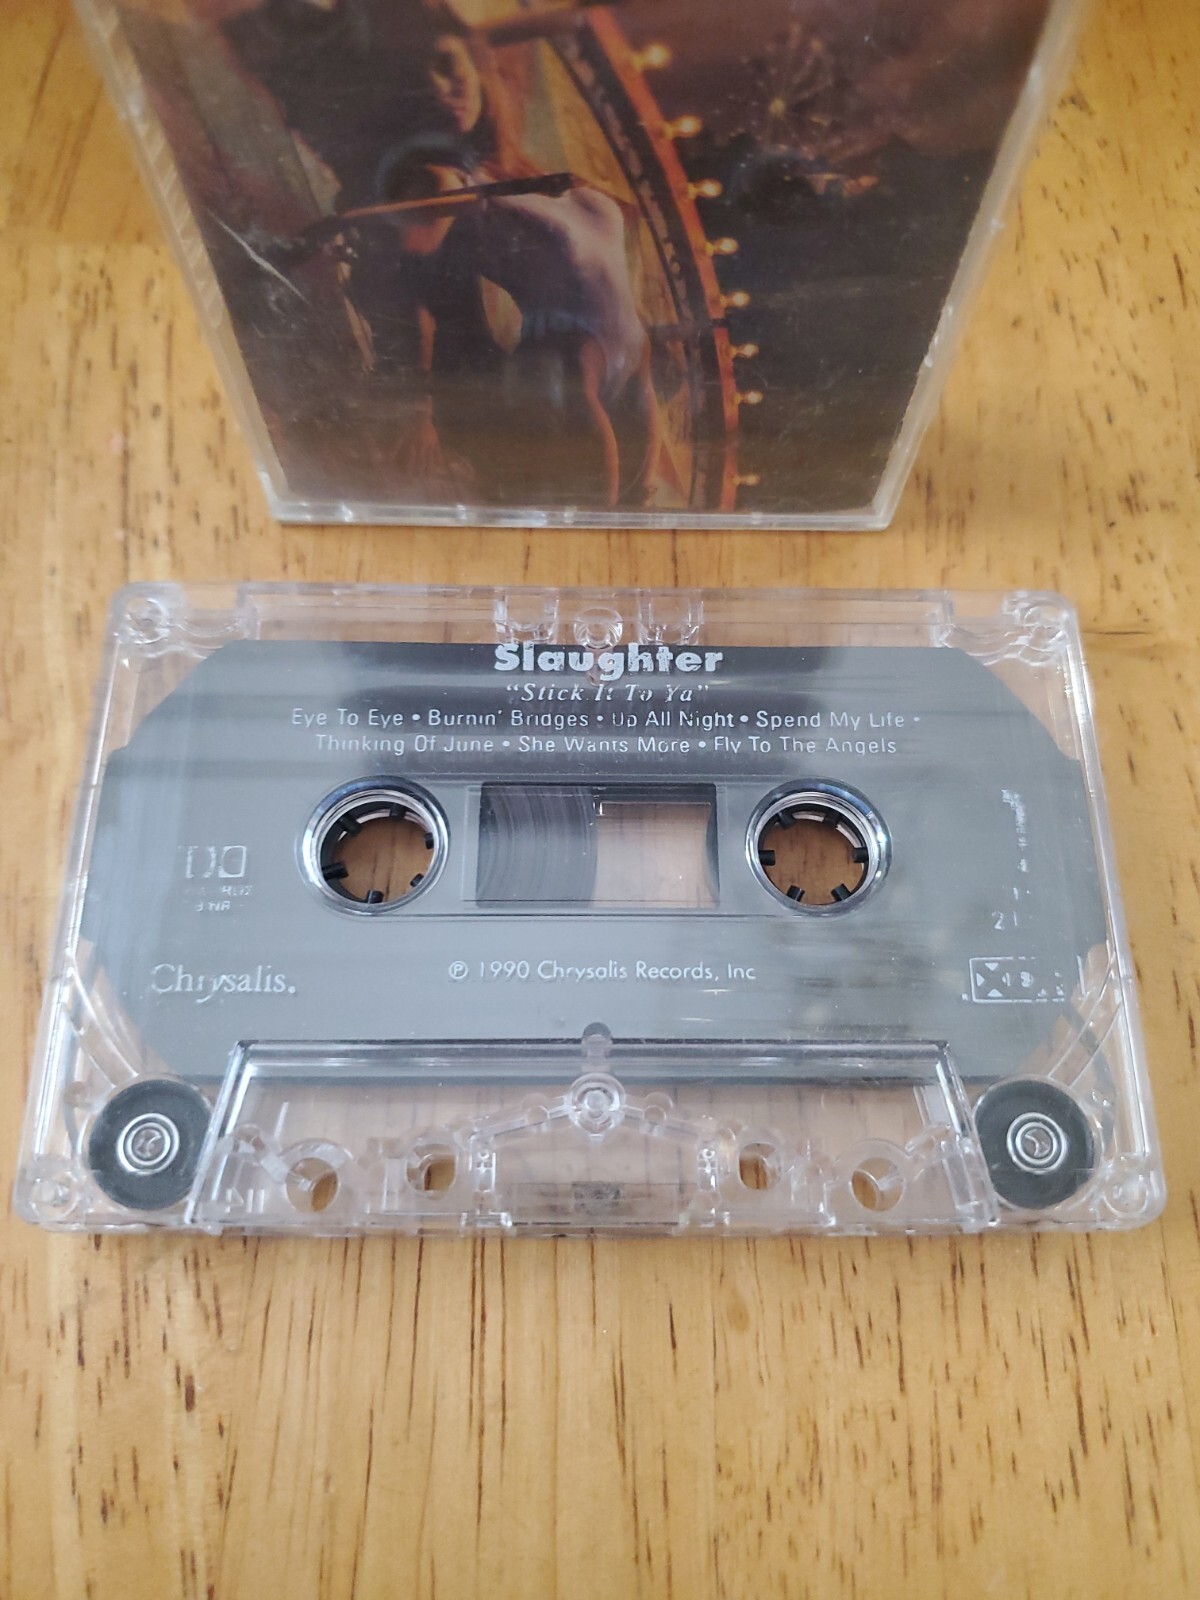 Slaughter
"Stick It To Ya"
Eye To Eye • Burnin' Bridges • Up All Night • Spend My Life •
Thinking Of June • She Wants More • Fly To The Angels
Chrysalis.
℗ 1990 Chrysalis Records, Inc